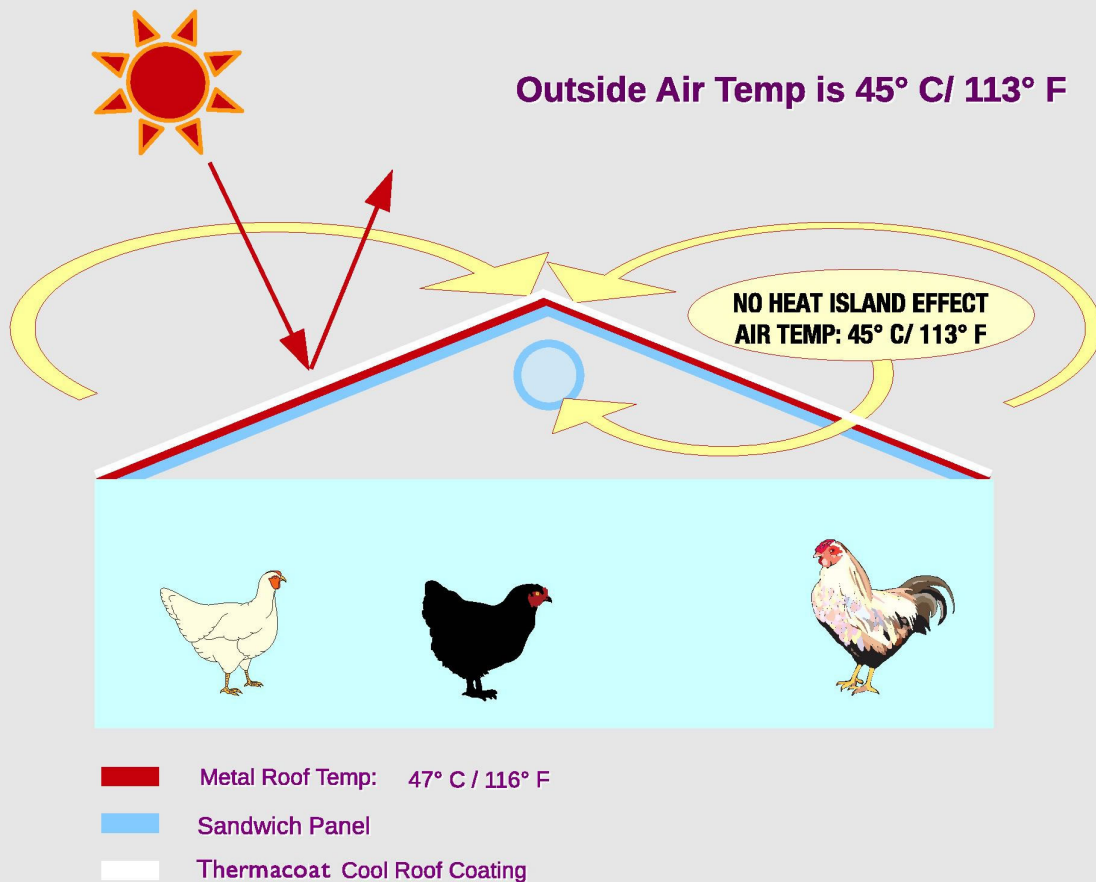 Outside Air Temp is 45° C/ 113° F
NO HEAT ISLAND EFFECT
AIR TEMP: 45° C/ 113° F
Metal Roof Temp: 47° C / 116° F
Sandwich Panel
Thermacoat Cool Roof Coating